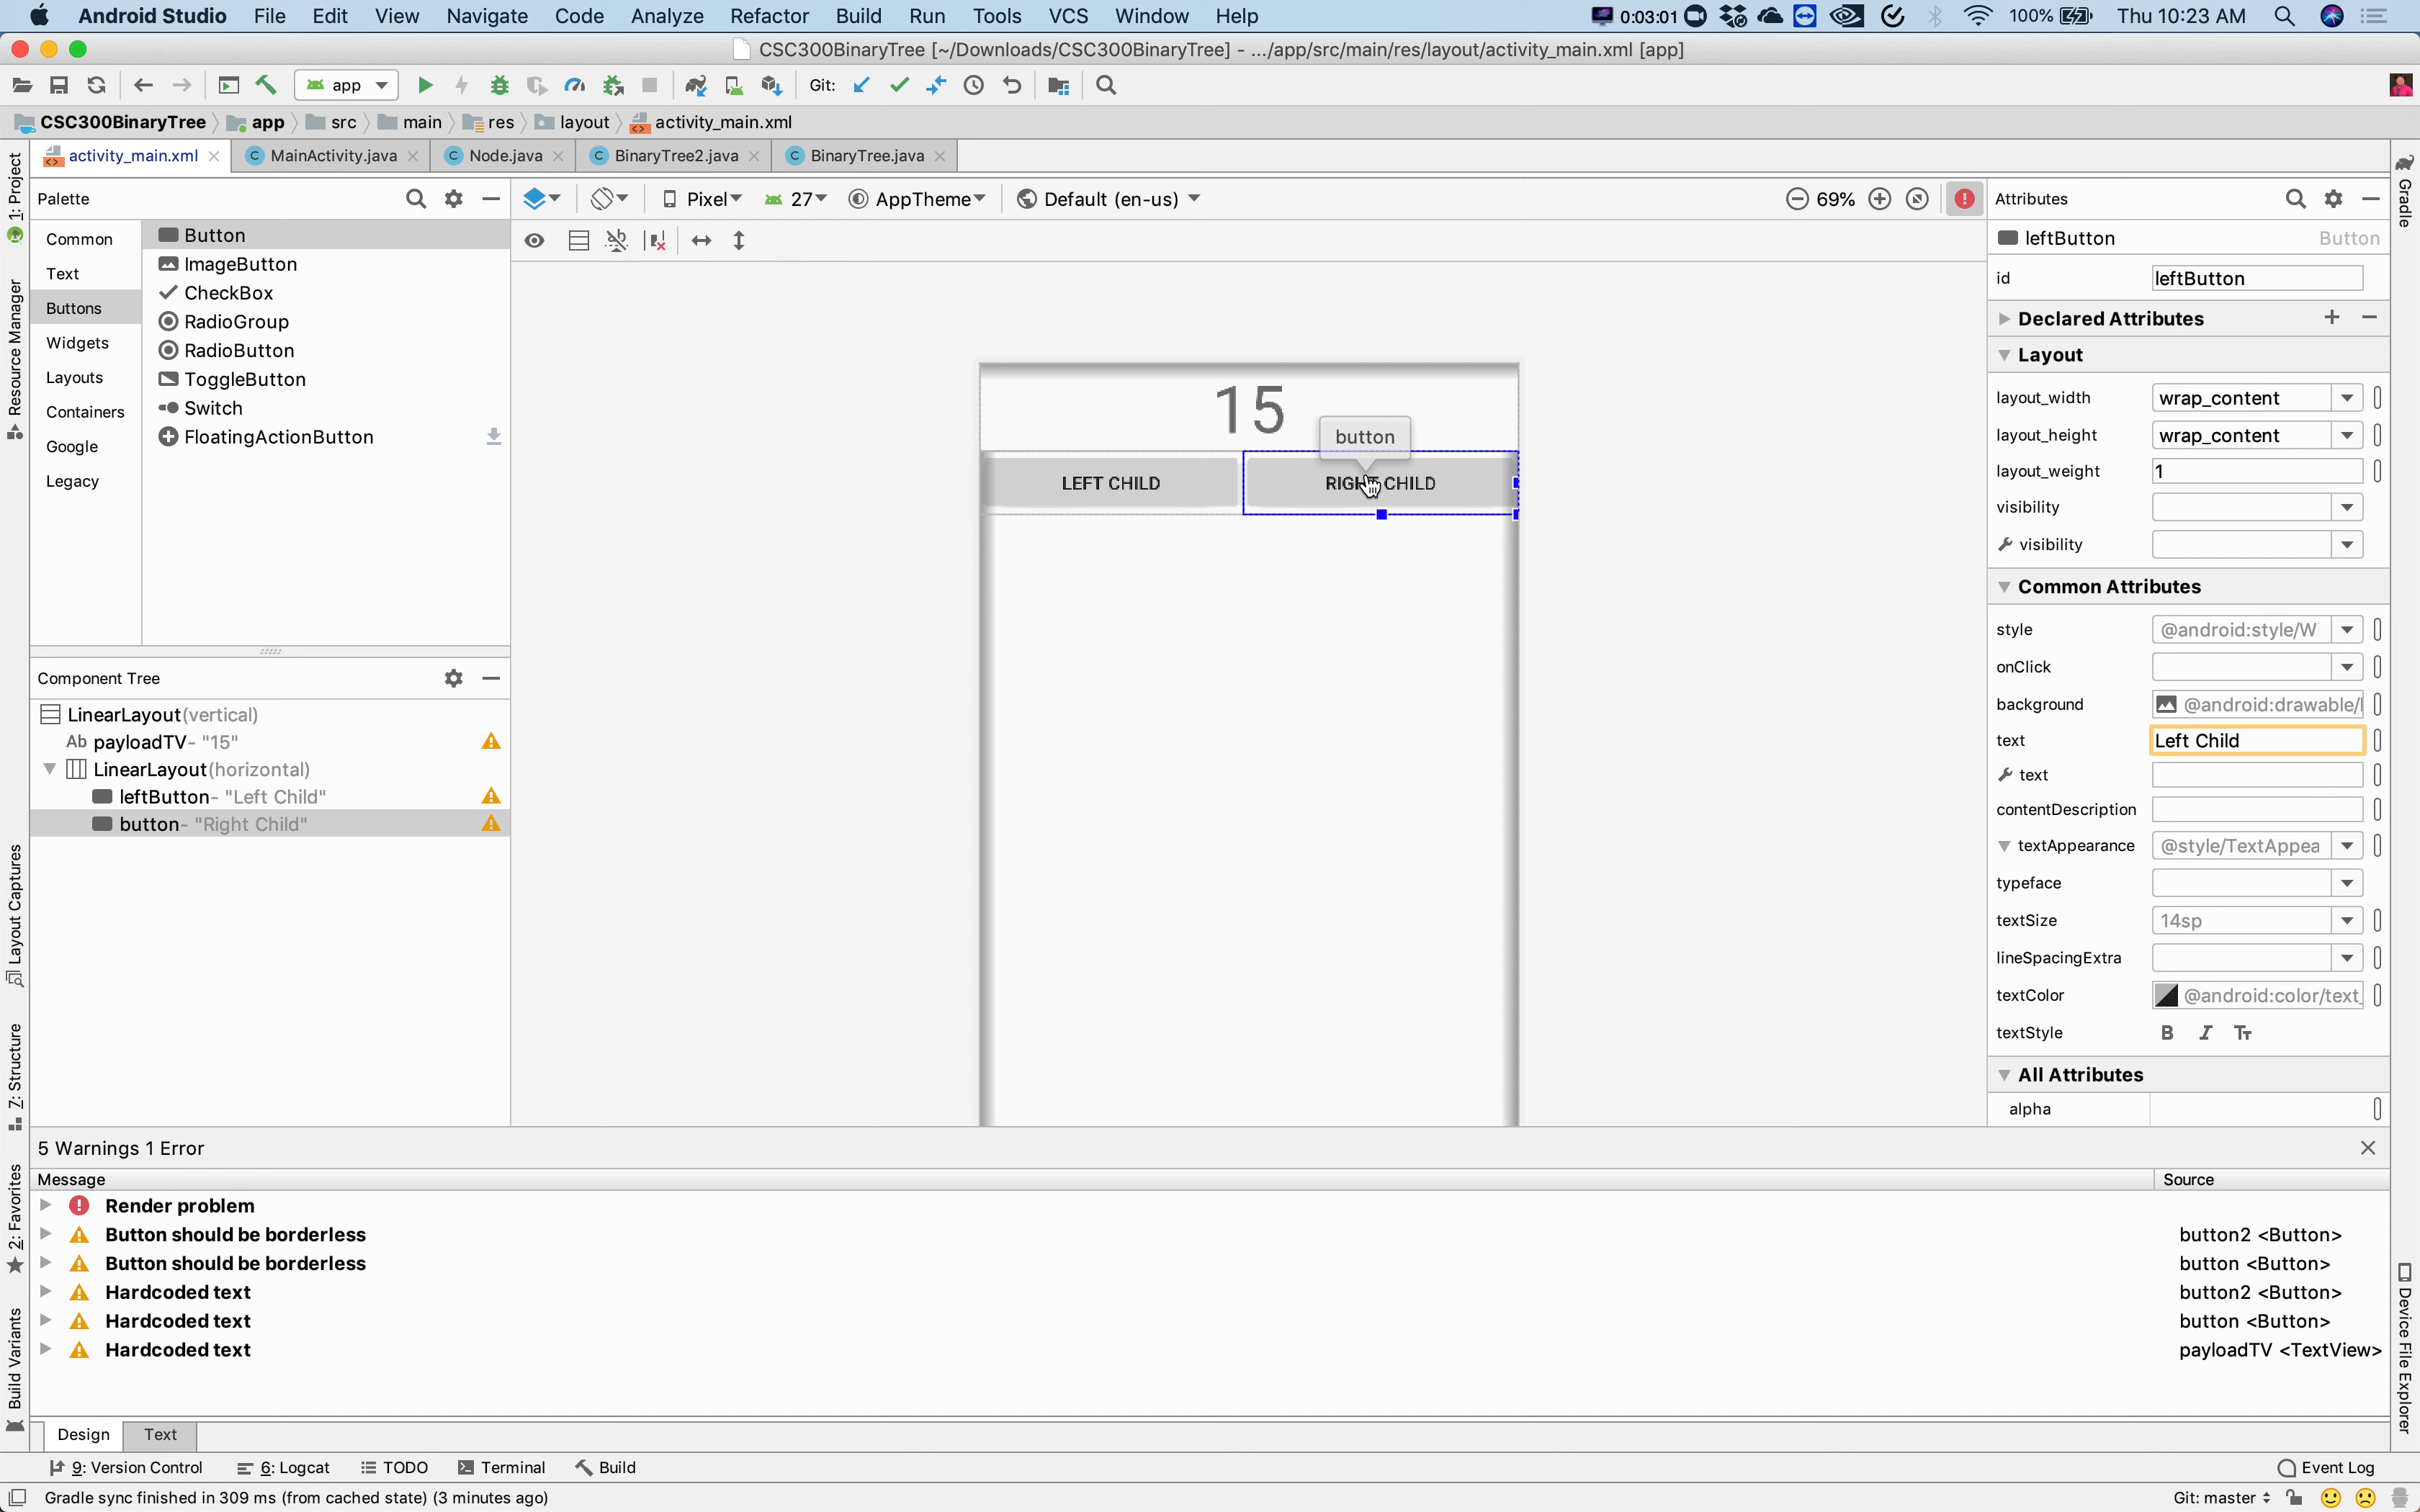 Android Studio File Edit View Navigate Code Analyze Refactor Build Run Tools VCS Window Help 0:03:01 100% Thu 10:23 AM
CSC300BinaryTree [~/Downloads/CSC300BinaryTree] - .../app/src/main/res/layout/activity_main.xml [app]
app Git:
CSC300BinaryTree app src main res layout activity_main.xml
activity_main.xml MainActivity.java Node.java BinaryTree2.java BinaryTree.java
1: Project
Resource Manager
Layout Captures
7: Structure
2: Favorites
Build Variants
Palette
Common
Text
Buttons
Widgets
Layouts
Containers
Google
Legacy
Button
ImageButton
CheckBox
RadioGroup
RadioButton
ToggleButton
Switch
FloatingActionButton
Component Tree
LinearLayout(vertical)
Ab payloadTV- "15"
LinearLayout(horizontal)
leftButton- "Left Child"
button- "Right Child"
Pixel 27 AppTheme Default (en-us) 69%
15
button
LEFT CHILD RIGHT CHILD
Attributes
leftButton Button
id leftButton
Declared Attributes
Layout
layout_width wrap_content
layout_height wrap_content
layout_weight 1
visibility
visibility
Common Attributes
style @android:style/W
onClick
background @android:drawable/
text Left Child
text
contentDescription
textAppearance @style/TextAppea
typeface
textSize 14sp
lineSpacingExtra
textColor @android:color/text_
textStyle B I Tт
All Attributes
alpha
Gradle
Device File Explorer
5 Warnings 1 Error
Message Source
Render problem
Button should be borderless button2 <Button>
Button should be borderless button <Button>
Hardcoded text button2 <Button>
Hardcoded text button <Button>
Hardcoded text payloadTV <TextView>
Design Text
9: Version Control 6: Logcat TODO Terminal Build Event Log
Gradle sync finished in 309 ms (from cached state) (3 minutes ago) Git: master